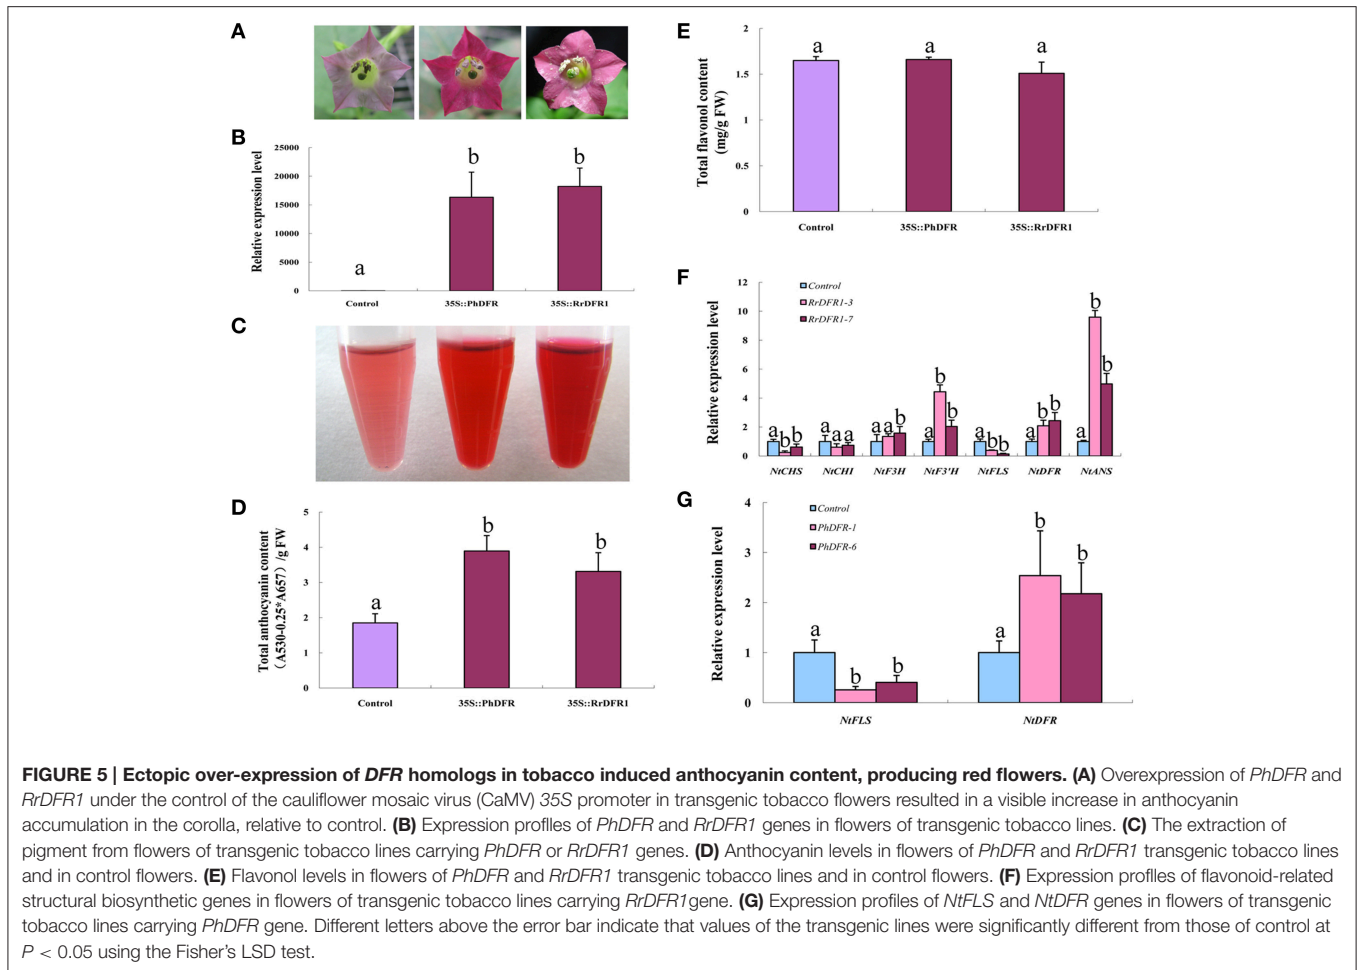 A
B
Relative expression level
25000
20000
15000
10000
5000
0
a
b
b
Control
35S::PhDFR
35S::RrDFR1
C
D
Total anthocyanin content
(A530-0.25*A657) /g FW
5
4
3
2
1
0
a
b
b
Control
35S::PhDFR
35S::RrDFR1
E
Total flavonol content
(mg/g FW)
2
1.5
1
0.5
0
a
a
a
Control
35S::PhDFR
35S::RrDFR1
F
Relative expression level
12
10
8
6
4
2
0
Control
RrDFR1-3
RrDFR1-7
a b b
a a a
a a b
a b b
a b b
a b b
a b b
NtCHS
NtCHI
NtF3H
NtF3'H
NtFLS
NtDFR
NtANS
G
Relative expression level
4
3
2
1
0
Control
PhDFR-1
PhDFR-6
a b b
a b b
NtFLS
NtDFR
FIGURE 5 | Ectopic over-expression of DFR homologs in tobacco induced anthocyanin content, producing red flowers. (A) Overexpression of PhDFR and
RrDFR1 under the control of the cauliflower mosaic virus (CaMV) 35S promoter in transgenic tobacco flowers resulted in a visible increase in anthocyanin
accumulation in the corolla, relative to control. (B) Expression profiles of PhDFR and RrDFR1 genes in flowers of transgenic tobacco lines. (C) The extraction of
pigment from flowers of transgenic tobacco lines carrying PhDFR or RrDFR1 genes. (D) Anthocyanin levels in flowers of PhDFR and RrDFR1 transgenic tobacco lines
and in control flowers. (E) Flavonol levels in flowers of PhDFR and RrDFR1 transgenic tobacco lines and in control flowers. (F) Expression profiles of flavonoid-related
structural biosynthetic genes in flowers of transgenic tobacco lines carrying RrDFR1gene. (G) Expression profiles of NtFLS and NtDFR genes in flowers of transgenic
tobacco lines carrying PhDFR gene. Different letters above the error bar indicate that values of the transgenic lines were significantly different from those of control at
P < 0.05 using the Fisher's LSD test.